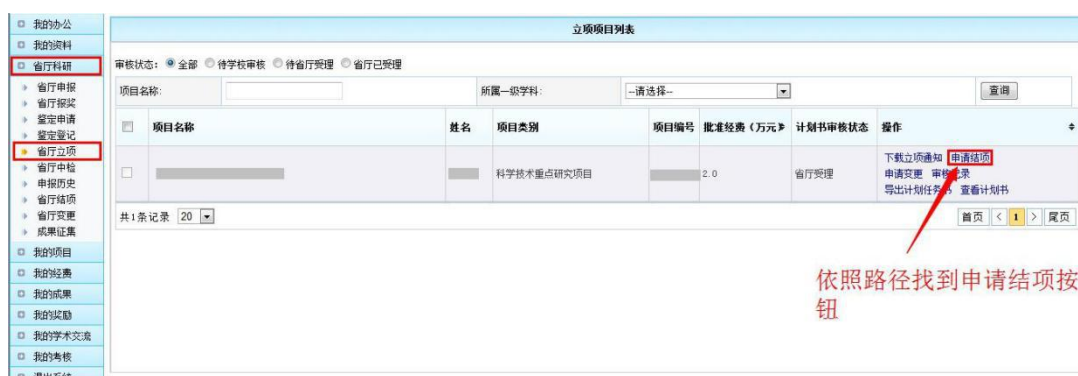 我的办公
我的资料
省厅科研
省厅申报
省厅报奖
鉴定申请
鉴定登记
省厅立项
省厅中检
申报历史
省厅结项
省厅变更
成果征集
我的项目
我的经费
我的成果
我的奖励
我的学术交流
我的考核
退出系统
立项项目列表
审核状态: 全部 待学校审核 待省厅受理 省厅已受理
项目名称: 所属一级学科: --请选择-- 查询
项目名称 姓名 项目类别 项目编号 批准经费(万元) 计划书审核状态 操作
科学技术重点研究项目 2.0 省厅受理
下载立项通知 申请结项
申请变更 审核记录
导出计划任务书 查看计划书
共1条记录 20 首页 < 1 > 尾页
依照路径找到申请结项按
钮